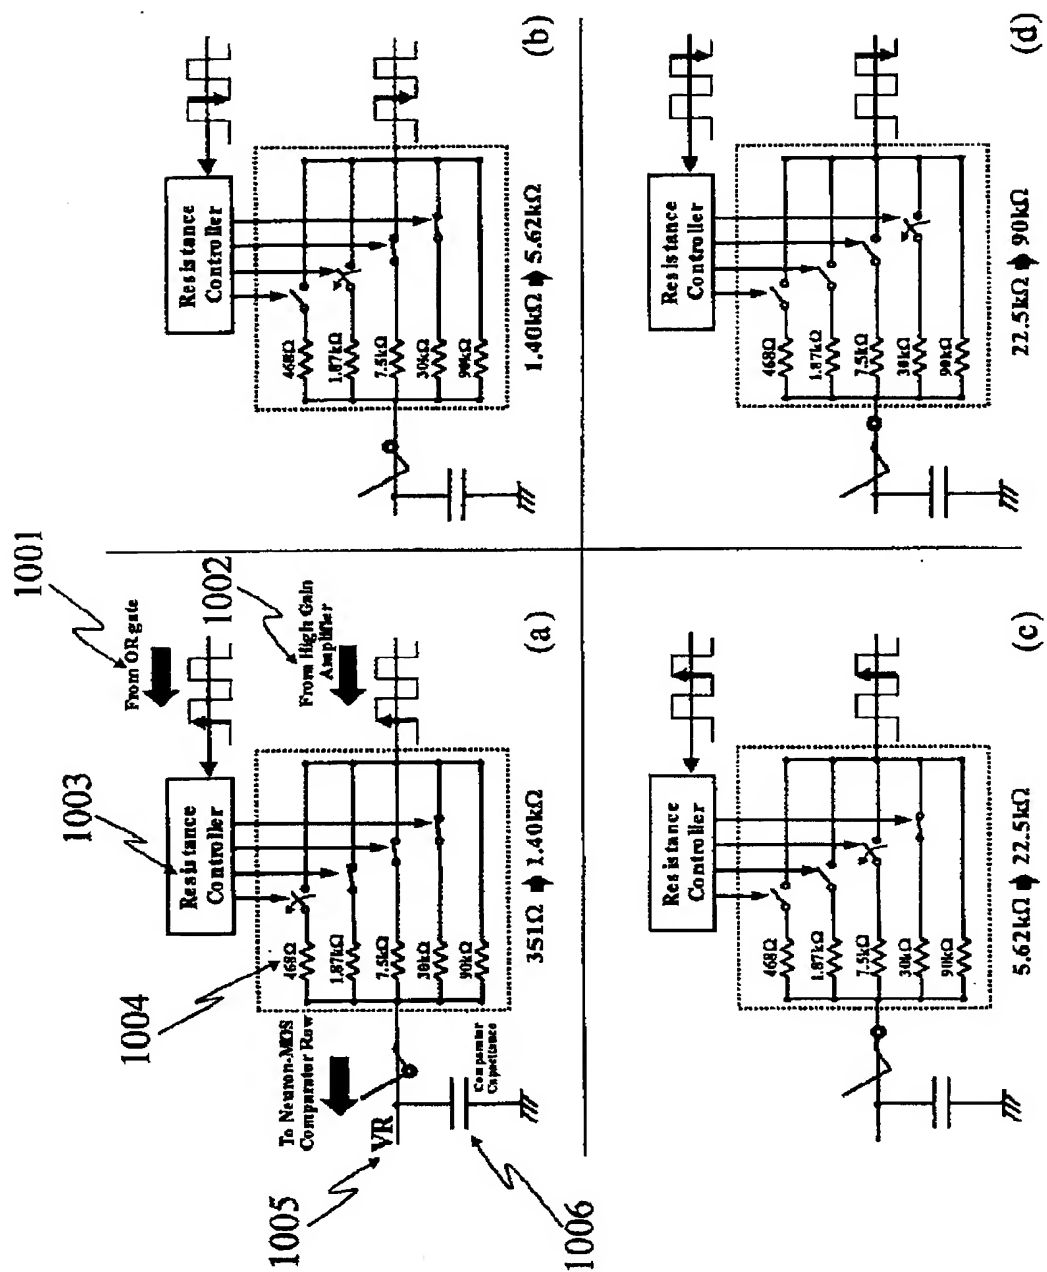 1001
From OR gate
1002
From High Gain
Amplifier
1003
Resistance
Controller
1004
468Ω
1.87kΩ
7.5kΩ
30kΩ
90kΩ
To Neuron-MOS
Comparator Row
1005
VR
Comparator
Capacitance
1006
351Ω ➡ 1.40kΩ
(a)
Resistance
Controller
468Ω
1.87kΩ
7.5kΩ
30kΩ
90kΩ
1.40kΩ ➡ 5.62kΩ
(b)
Resistance
Controller
468Ω
1.87kΩ
7.5kΩ
30kΩ
90kΩ
5.62kΩ ➡ 22.5kΩ
(c)
Resistance
Controller
468Ω
1.87kΩ
7.5kΩ
30kΩ
90kΩ
22.5kΩ ➡ 90kΩ
(d)